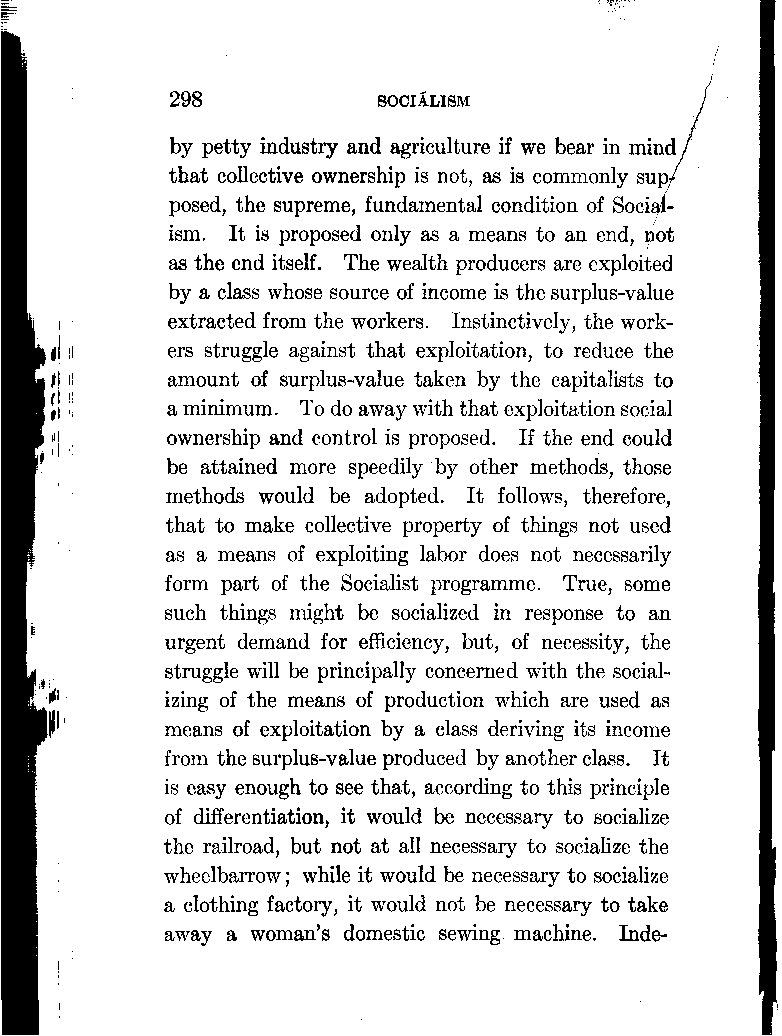 298 SOCIALISM
by petty industry and agriculture if we bear in mind
that collective ownership is not, as is commonly sup-
posed, the supreme, fundamental condition of Social-
ism. It is proposed only as a means to an end, not
as the end itself. The wealth producers are exploited
by a class whose source of income is the surplus-value
extracted from the workers. Instinctively, the work-
ers struggle against that exploitation, to reduce the
amount of surplus-value taken by the capitalists to
a minimum. To do away with that exploitation social
ownership and control is proposed. If the end could
be attained more speedily by other methods, those
methods would be adopted. It follows, therefore,
that to make collective property of things not used
as a means of exploiting labor does not necessarily
form part of the Socialist programme. True, some
such things might be socialized in response to an
urgent demand for efficiency, but, of necessity, the
struggle will be principally concerned with the social-
izing of the means of production which are used as
means of exploitation by a class deriving its income
from the surplus-value produced by another class. It
is easy enough to see that, according to this principle
of differentiation, it would be necessary to socialize
the railroad, but not at all necessary to socialize the
wheelbarrow; while it would be necessary to socialize
a clothing factory, it would not be necessary to take
away a woman's domestic sewing machine. Inde-